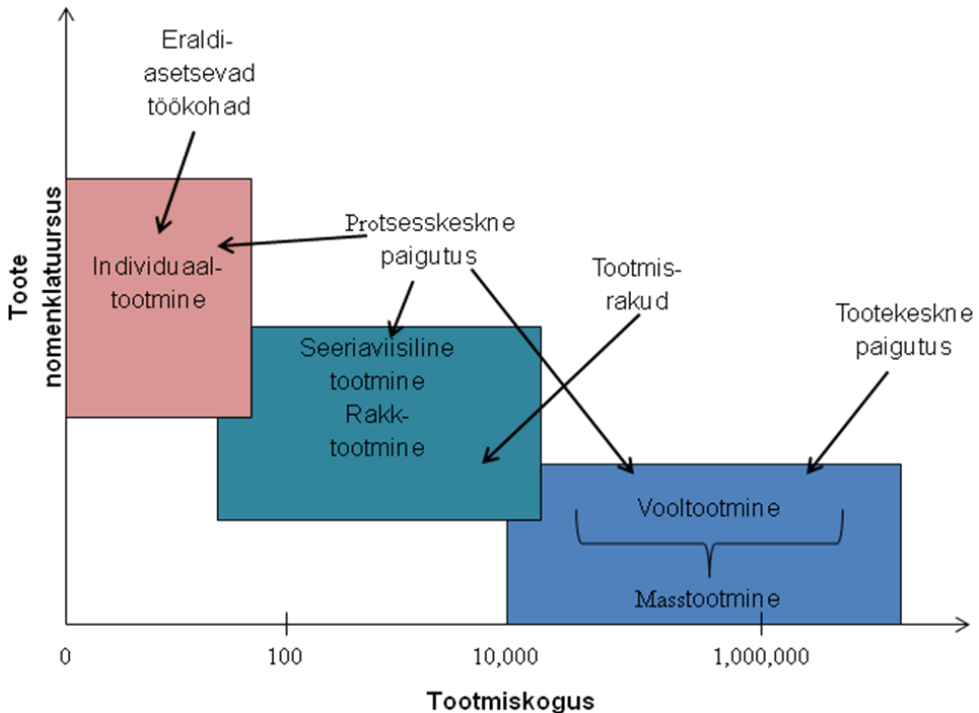 Eraldi-
asetsevad
töökohad
Toote
nomenklatuursus
Individuaal-
tootmine
Protsesskeskne
paigutus
Tootmis-
rakud
Tootekeskne
paigutus
Seeriaviisiline
tootmine
Rakk-
tootmine
Vooltootmine
Masstootmine
0
100
10,000
1,000,000
Tootmiskogus